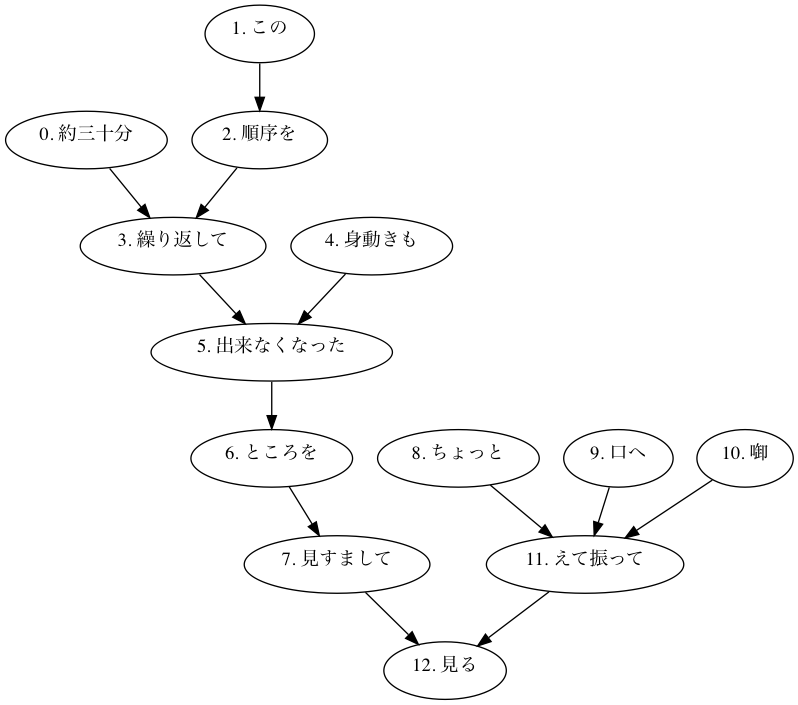 1. この
0. 約三十分
2. 順序を
3. 繰り返して
4. 身動きも
5. 出来なくなった
6. ところを
8. ちょっと
9. 口へ
10. 啣
7. 見すまして
11. えて振って
12. 見る